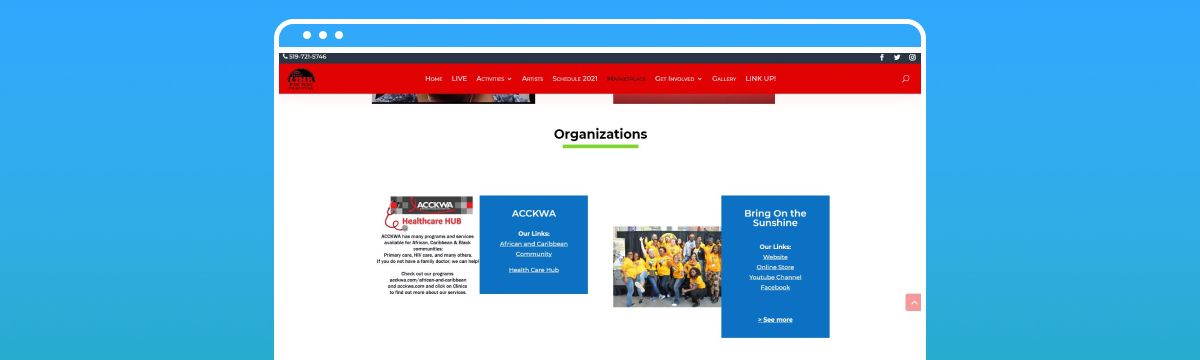 519-721-5746
Home LIVE Activities Artists Schedule 2021 Marketplace Get Involved Gallery LINK UP!
Organizations
ACCKWA
Healthcare HUB
ACCKWA has many programs and services
available for African, Caribbean & Black
communities:
Primary care, HIV care, and many others.
If you do not have a family doctor, we can help!
Check out our programs
acckwa.com/african-and-caribbean
and acckwa.com and click on Clinics
to find out more about our services.
ACCKWA
Our Links:
African and Caribbean
Community
Health Care Hub
Bring On the
Sunshine
Our Links:
Website
Online Store
Youtube Channel
Facebook
> See more